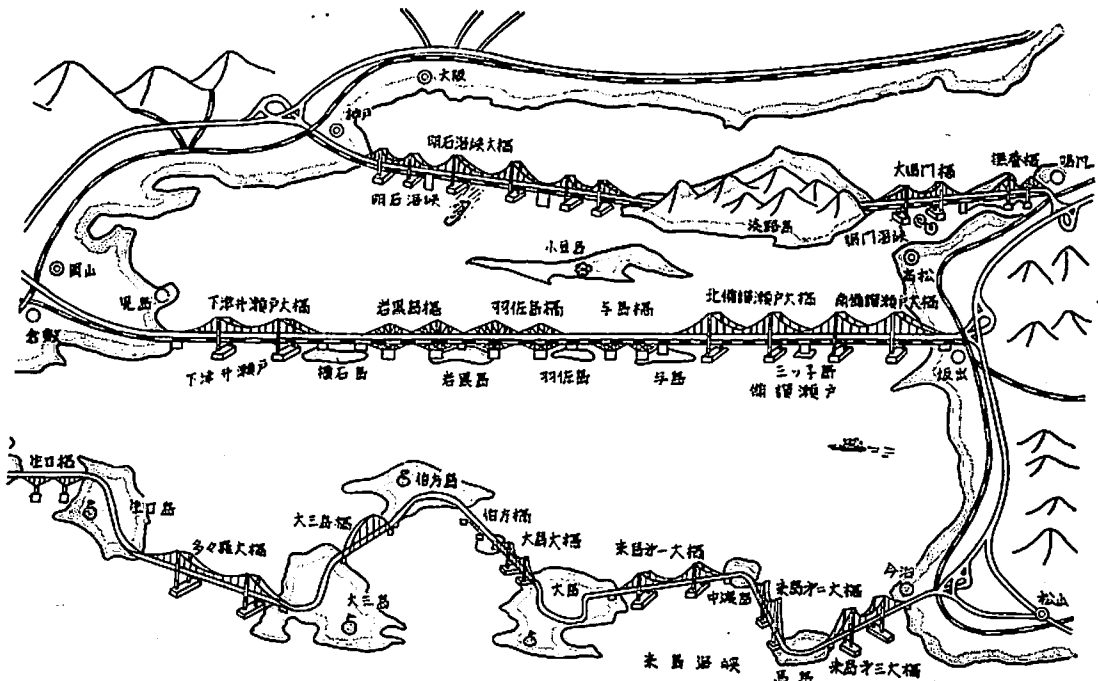 大阪
神戸
明石海峡大橋
明石海峡
淡路島
大鳴門橋
撫養橋
鳴門
鳴門海峡
小豆島
高松
岡山
児島
倉敷
下津井瀬戸大橋
岩黒島橋
羽佐島橋
与島橋
北備讃瀬戸大橋
南備讃瀬戸大橋
下津井瀬戸
櫃石島
岩黒島
羽佐島
与島
三ッ子島
備讃瀬戸
坂出
生口橋
生口島
多々羅大橋
大三島橋
大三島
伯方島
伯方橋
大島大橋
大島
来島才一大橋
中渡島
来島才二大橋
今治
松山
来島海峡
馬島
来島才三大橋